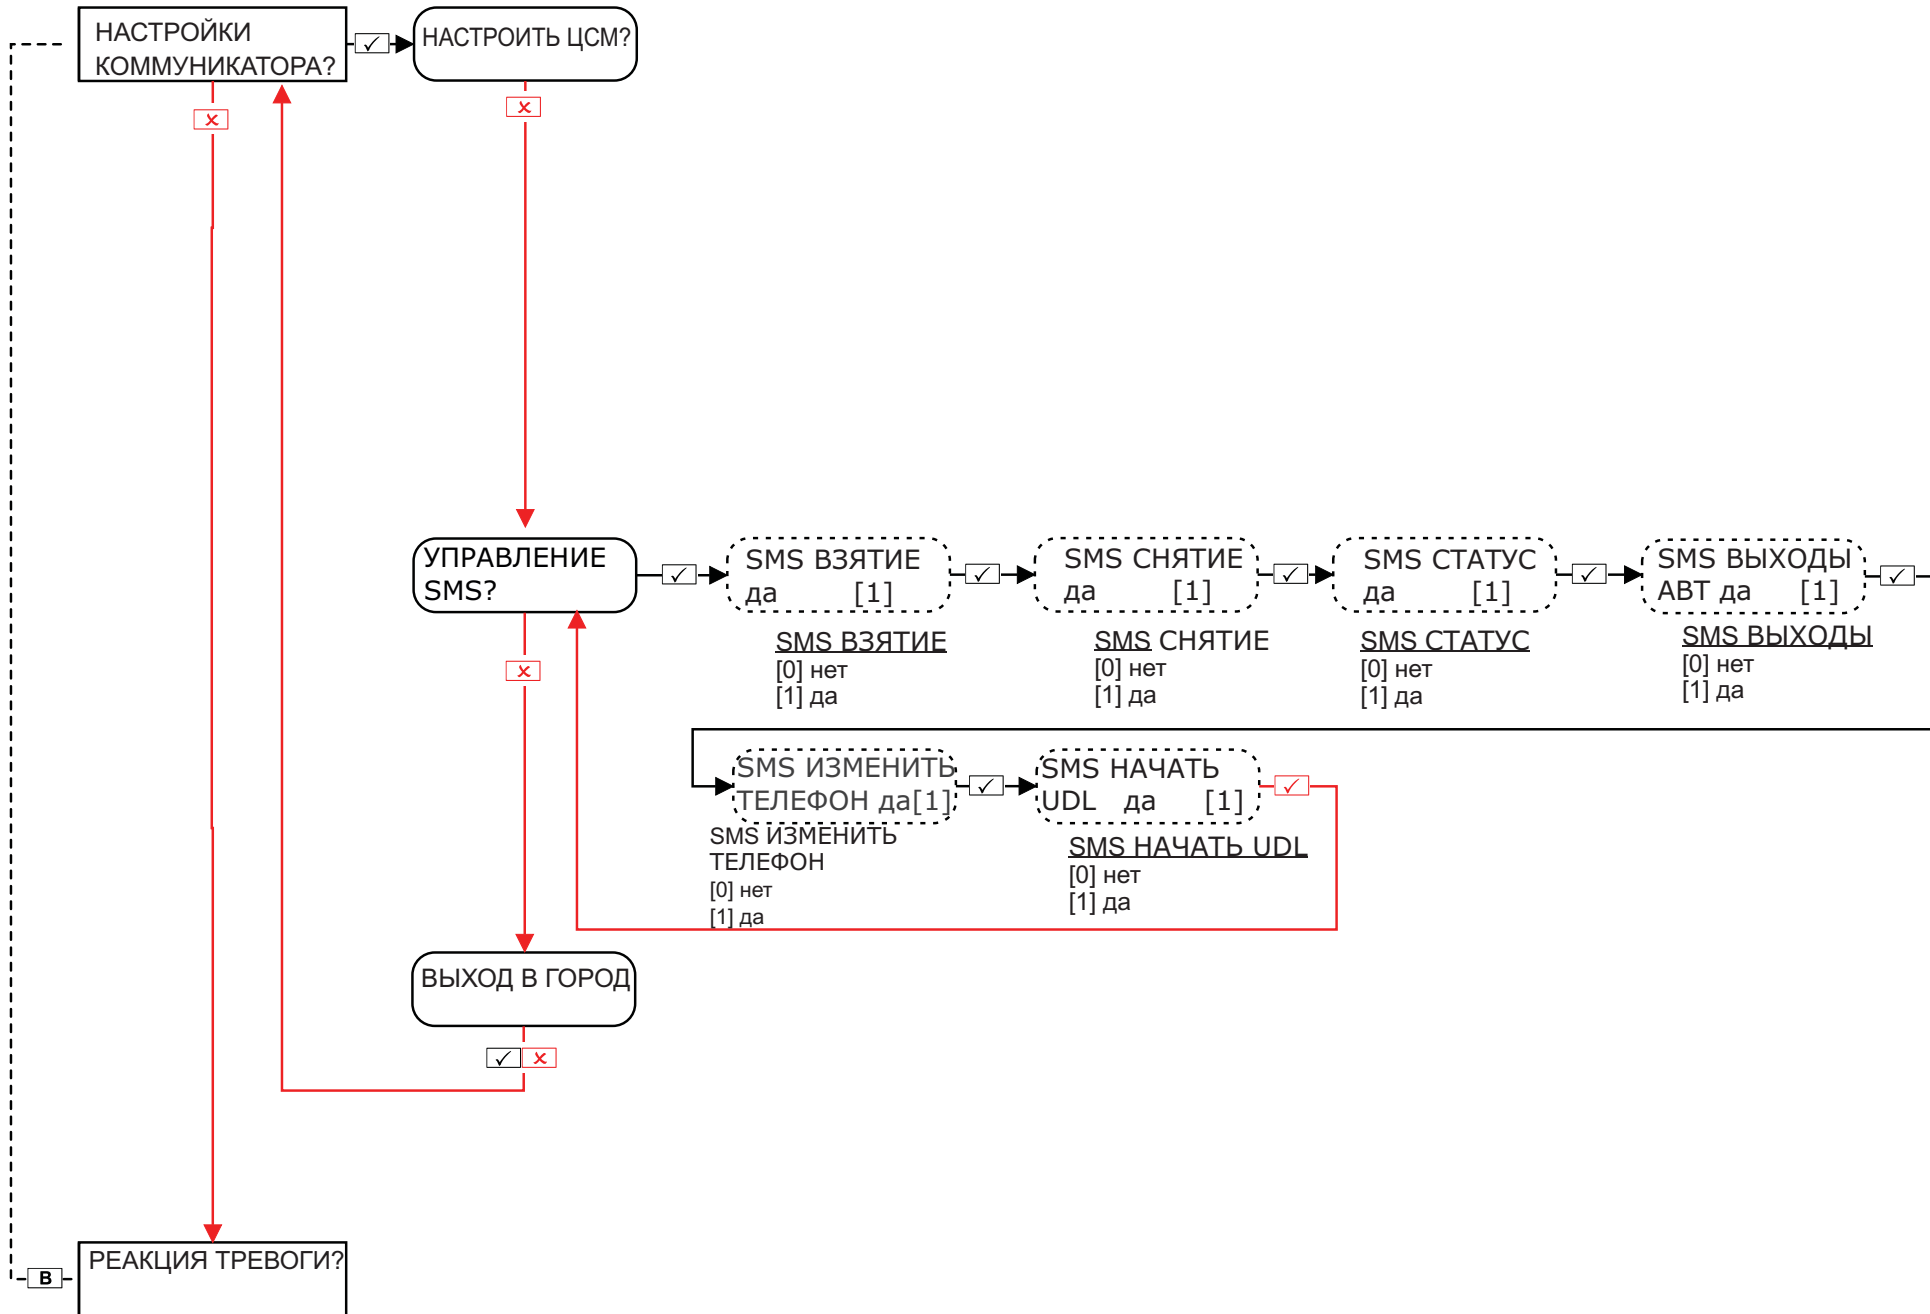 НАСТРОЙКИ
КОММУНИКАТОРА?
НАСТРОИТЬ ЦСМ?
УПРАВЛЕНИЕ
SMS?
SMS ВЗЯТИЕ
да [1]
SMS СНЯТИЕ
да [1]
SMS СТАТУС
да [1]
SMS ВЫХОДЫ
АВТ да [1]
SMS ВЗЯТИЕ
[0] нет
[1] да
SMS СНЯТИЕ
[0] нет
[1] да
SMS СТАТУС
[0] нет
[1] да
SMS ВЫХОДЫ
[0] нет
[1] да
SMS ИЗМЕНИТЬ
ТЕЛЕФОН да[1]
SMS НАЧАТЬ
UDL да [1]
SMS ИЗМЕНИТЬ
ТЕЛЕФОН
[0] нет
[1] да
SMS НАЧАТЬ UDL
[0] нет
[1] да
ВЫХОД В ГОРОД
РЕАКЦИЯ ТРЕВОГИ?
B